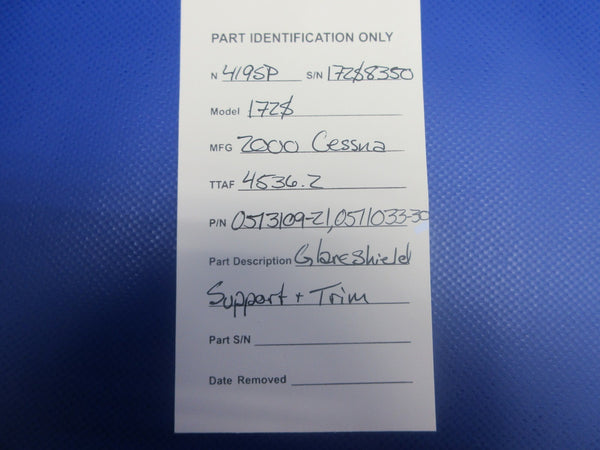 PART IDENTIFICATION ONLY
N 4195P S/N 172S8350
Model 172S
MFG 2000 Cessna
TTAF 4536.2
P/N 0513109-21,0511033-30
Part Description Glareshield
Support + Trim
Part S/N
Date Removed